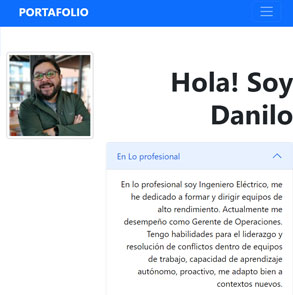 PORTAFOLIO
Hola! Soy
Danilo
En Lo profesional
En lo profesional soy Ingeniero Eléctrico, me
he dedicado a formar y dirigir equipos de
alto rendimiento. Actualmente me
desempeño como Gerente de Operaciones.
Tengo habilidades para el liderazgo y
resolución de conflictos dentro de equipos
de trabajo, capacidad de aprendizaje
autónomo, proactivo, me adapto bien a
contextos nuevos.